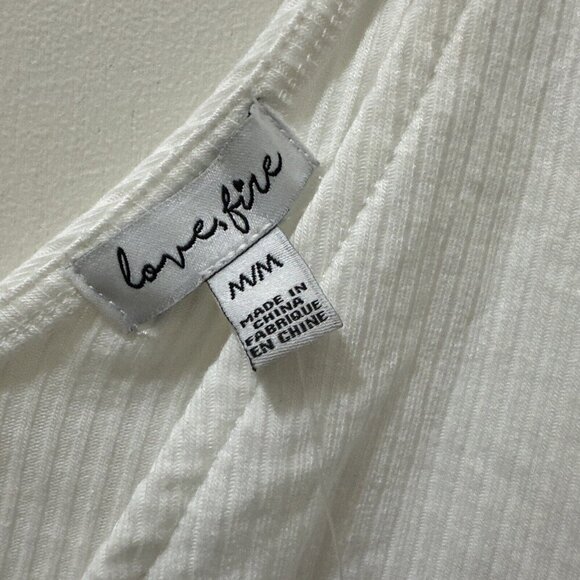 love, fire
M/M
MADE IN
CHINA
FABRIQUE
EN CHINE